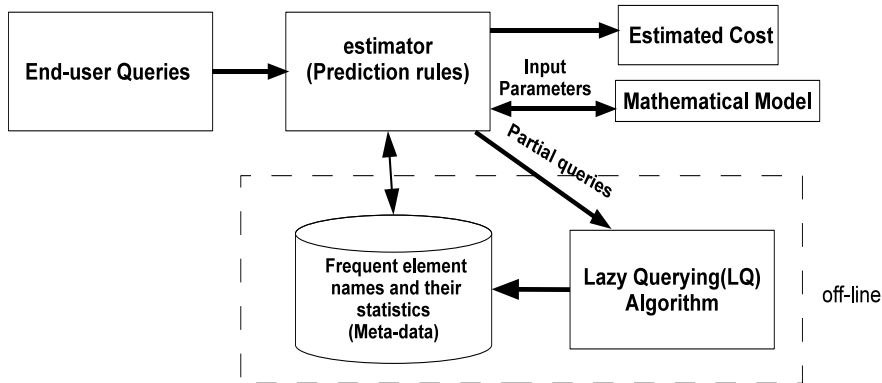 End-user Queries
estimator
(Prediction rules)
Estimated Cost
Input
Parameters
Mathematical Model
Partial queries
Frequent element
names and their
statistics
(Meta-data)
Lazy Querying(LQ)
Algorithm
off-line